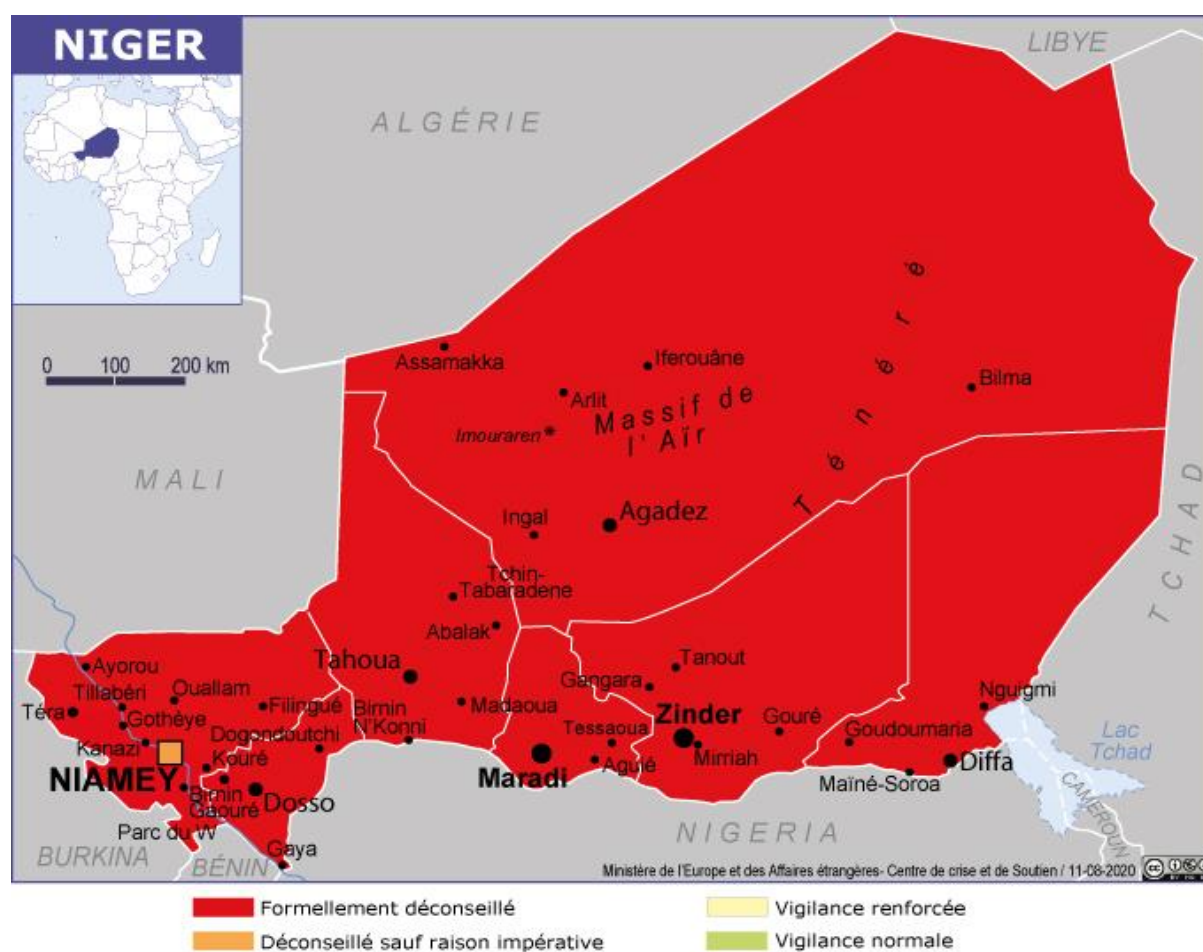 NIGER
LIBYE
ALGÉRIE
0 100 200 km
Assamakka
Iferouâne
Bilma
Arlit
Massif de
l'Aïr
Imouraren
Ténéré
MALI
TCHAD
Ingal
Agadez
Tchin-
Tabaradene
Abalak
Tahoua
Tanout
Gangara
Ayorou
Tillabéri
Ouallam
Téra
Gothèye
Filingué
Birnin
N'Konni
Madaoua
Tessaoua
Zinder
Gouré
Goudoumaria
Nguigmi
Lac
Tchad
Kanazi
Dogondoutchi
Kouré
NIAMEY
Maradi
Aguié
Mirriah
Diffa
Maïné-Soroa
Birnin
Gaouré
Dosso
Parc du W
Gaya
CAMEROUN
BURKINA
BÉNIN
NIGERIA
Ministère de l'Europe et des Affaires étrangères- Centre de crise et de Soutien / 11-08-2020
Formellement déconseillé
Vigilance renforcée
Déconseillé sauf raison impérative
Vigilance normale